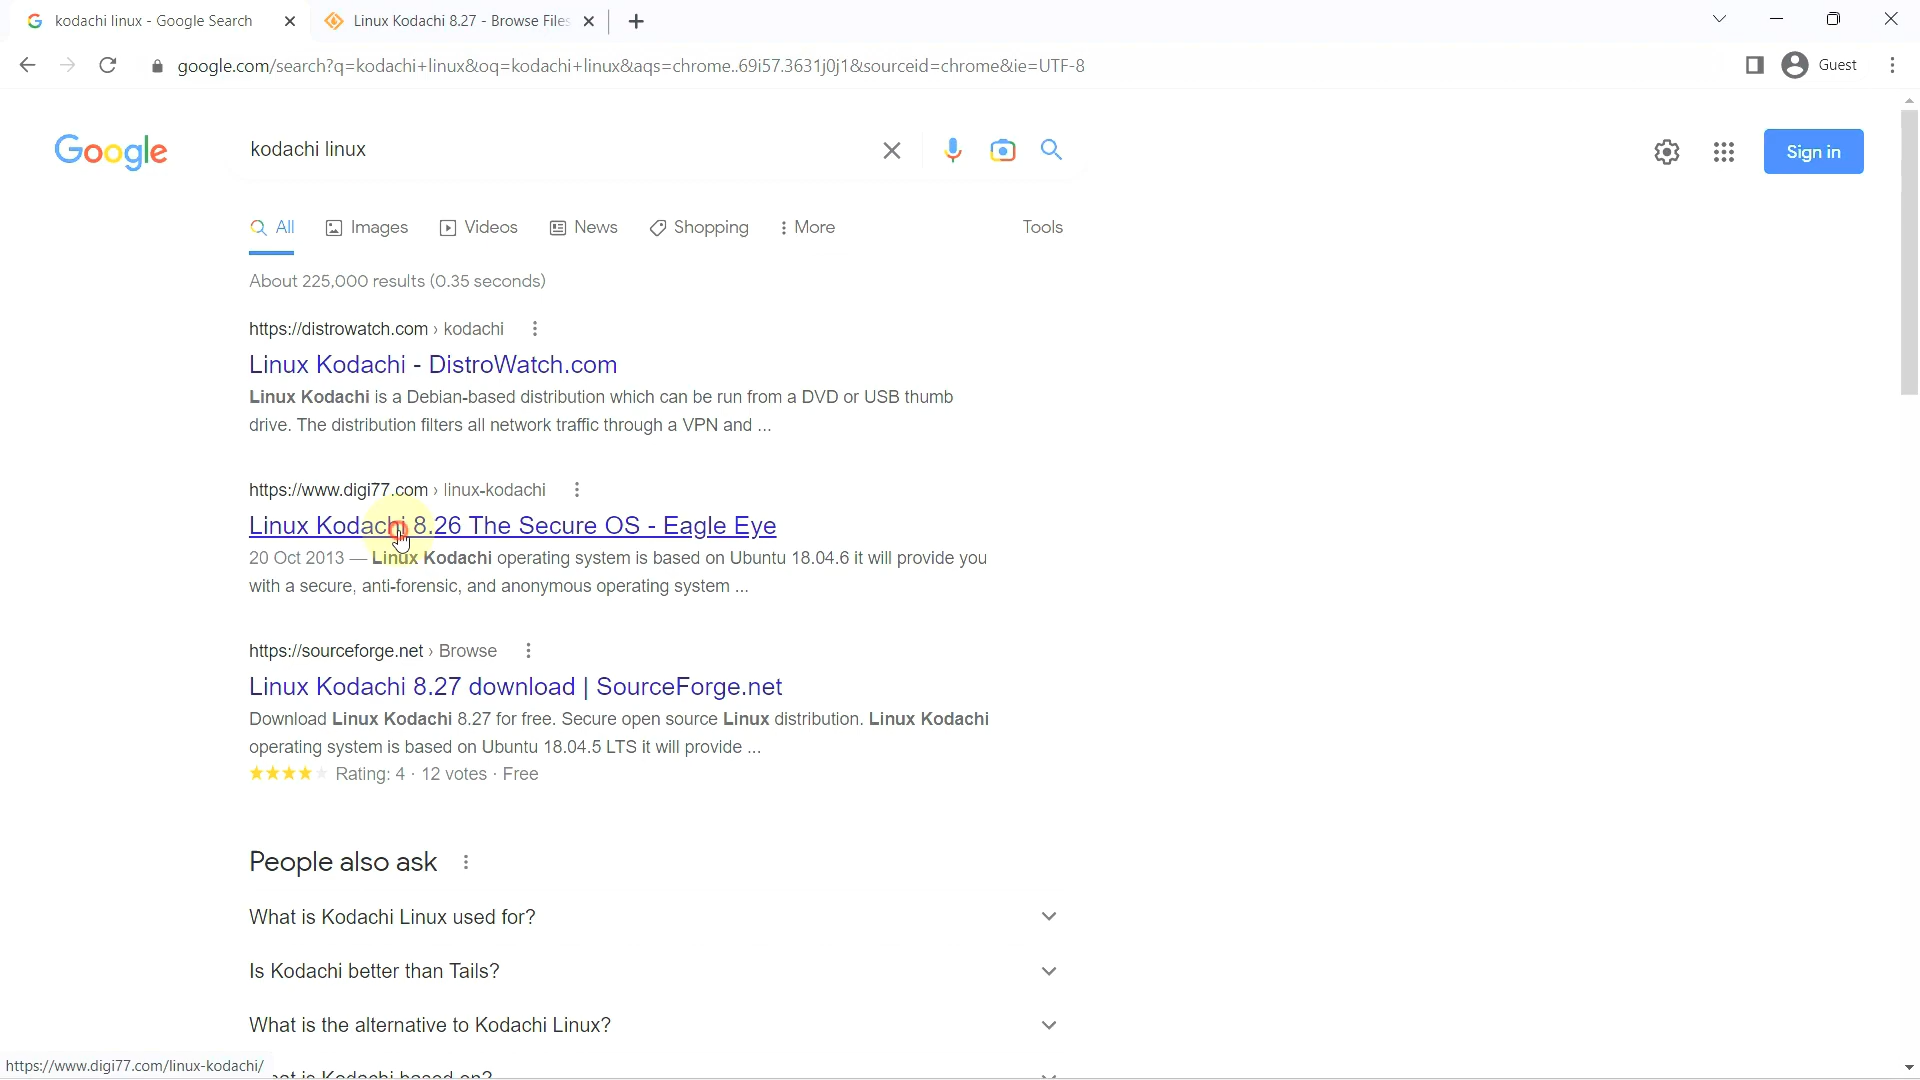 kodachi linux - Google Search
Linux Kodachi 8.27 - Browse Files
google.com/search?q=kodachi+linux&oq=kodachi+linux&aqs=chrome..69i57.3631j0j1&sourceid=chrome&ie=UTF-8
Guest
Google
kodachi linux
Sign in
All
Images
Videos
News
Shopping
More
Tools
About 225,000 results (0.35 seconds)
https://distrowatch.com › kodachi
Linux Kodachi - DistroWatch.com
Linux Kodachi is a Debian-based distribution which can be run from a DVD or USB thumb
drive. The distribution filters all network traffic through a VPN and ...
https://www.digi77.com › linux-kodachi
Linux Kodachi 8.26 The Secure OS - Eagle Eye
20 Oct 2013 — Linux Kodachi operating system is based on Ubuntu 18.04.6 it will provide you
with a secure, anti-forensic, and anonymous operating system ...
https://sourceforge.net › Browse
Linux Kodachi 8.27 download | SourceForge.net
Download Linux Kodachi 8.27 for free. Secure open source Linux distribution. Linux Kodachi
operating system is based on Ubuntu 18.04.5 LTS it will provide ...
Rating: 4 · 12 votes · Free
People also ask
What is Kodachi Linux used for?
Is Kodachi better than Tails?
What is the alternative to Kodachi Linux?
is Kodachi based on?
https://www.digi77.com/linux-kodachi/